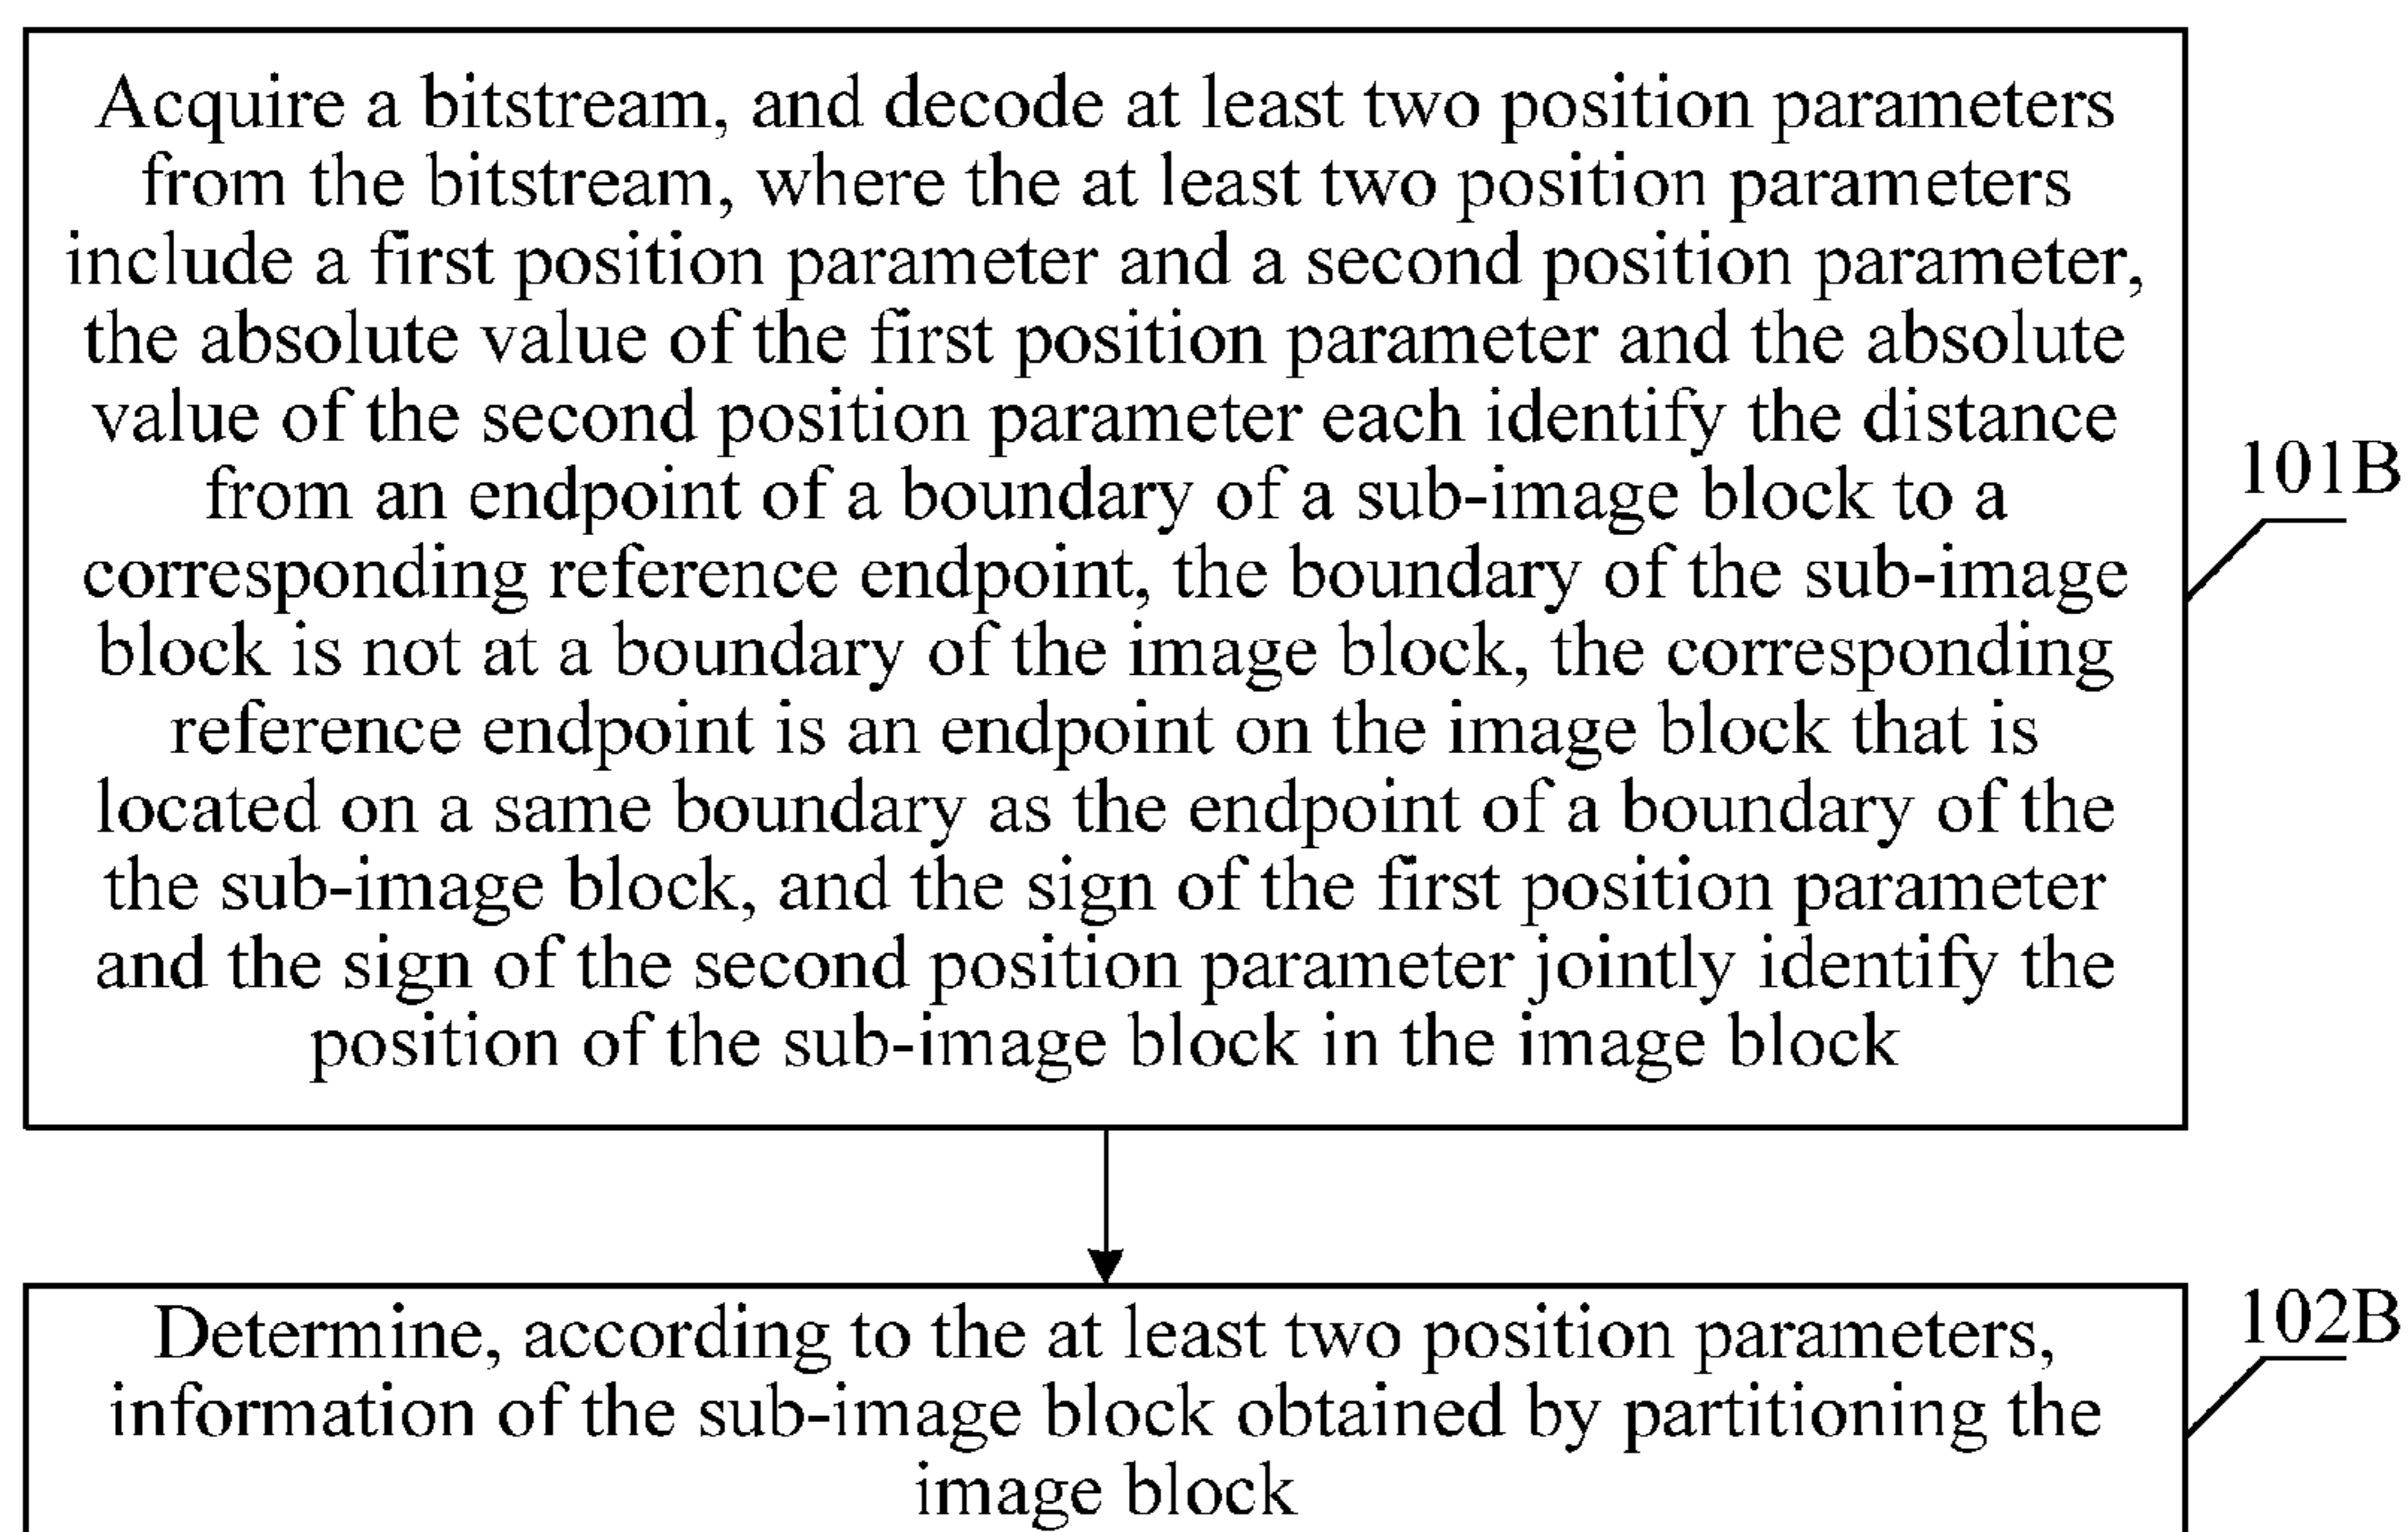 Acquire a bitstream, and decode at least two position parameters
from the bitstream, where the at least two position parameters
include a first position parameter and a second position parameter,
the absolute value of the first position parameter and the absolute
value of the second position parameter each identify the distance
from an endpoint of a boundary of a sub-image block to a
corresponding reference endpoint, the boundary of the sub-image
block is not at a boundary of the image block, the corresponding
reference endpoint is an endpoint on the image block that is
located on a same boundary as the endpoint of a boundary of the
the sub-image block, and the sign of the first position parameter
and the sign of the second position parameter jointly identify the
position of the sub-image block in the image block
101B
Determine, according to the at least two position parameters,
information of the sub-image block obtained by partitioning the
image block
102B